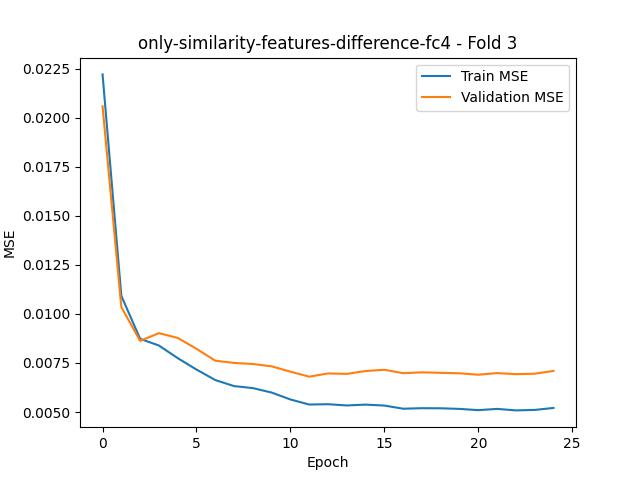 only-similarity-features-difference-fc4 - Fold 3
Train MSE
Validation MSE
0.0225
0.0200
0.0175
0.0150
0.0125
0.0100
0.0075
0.0050
MSE
0 5 10 15 20 25
Epoch